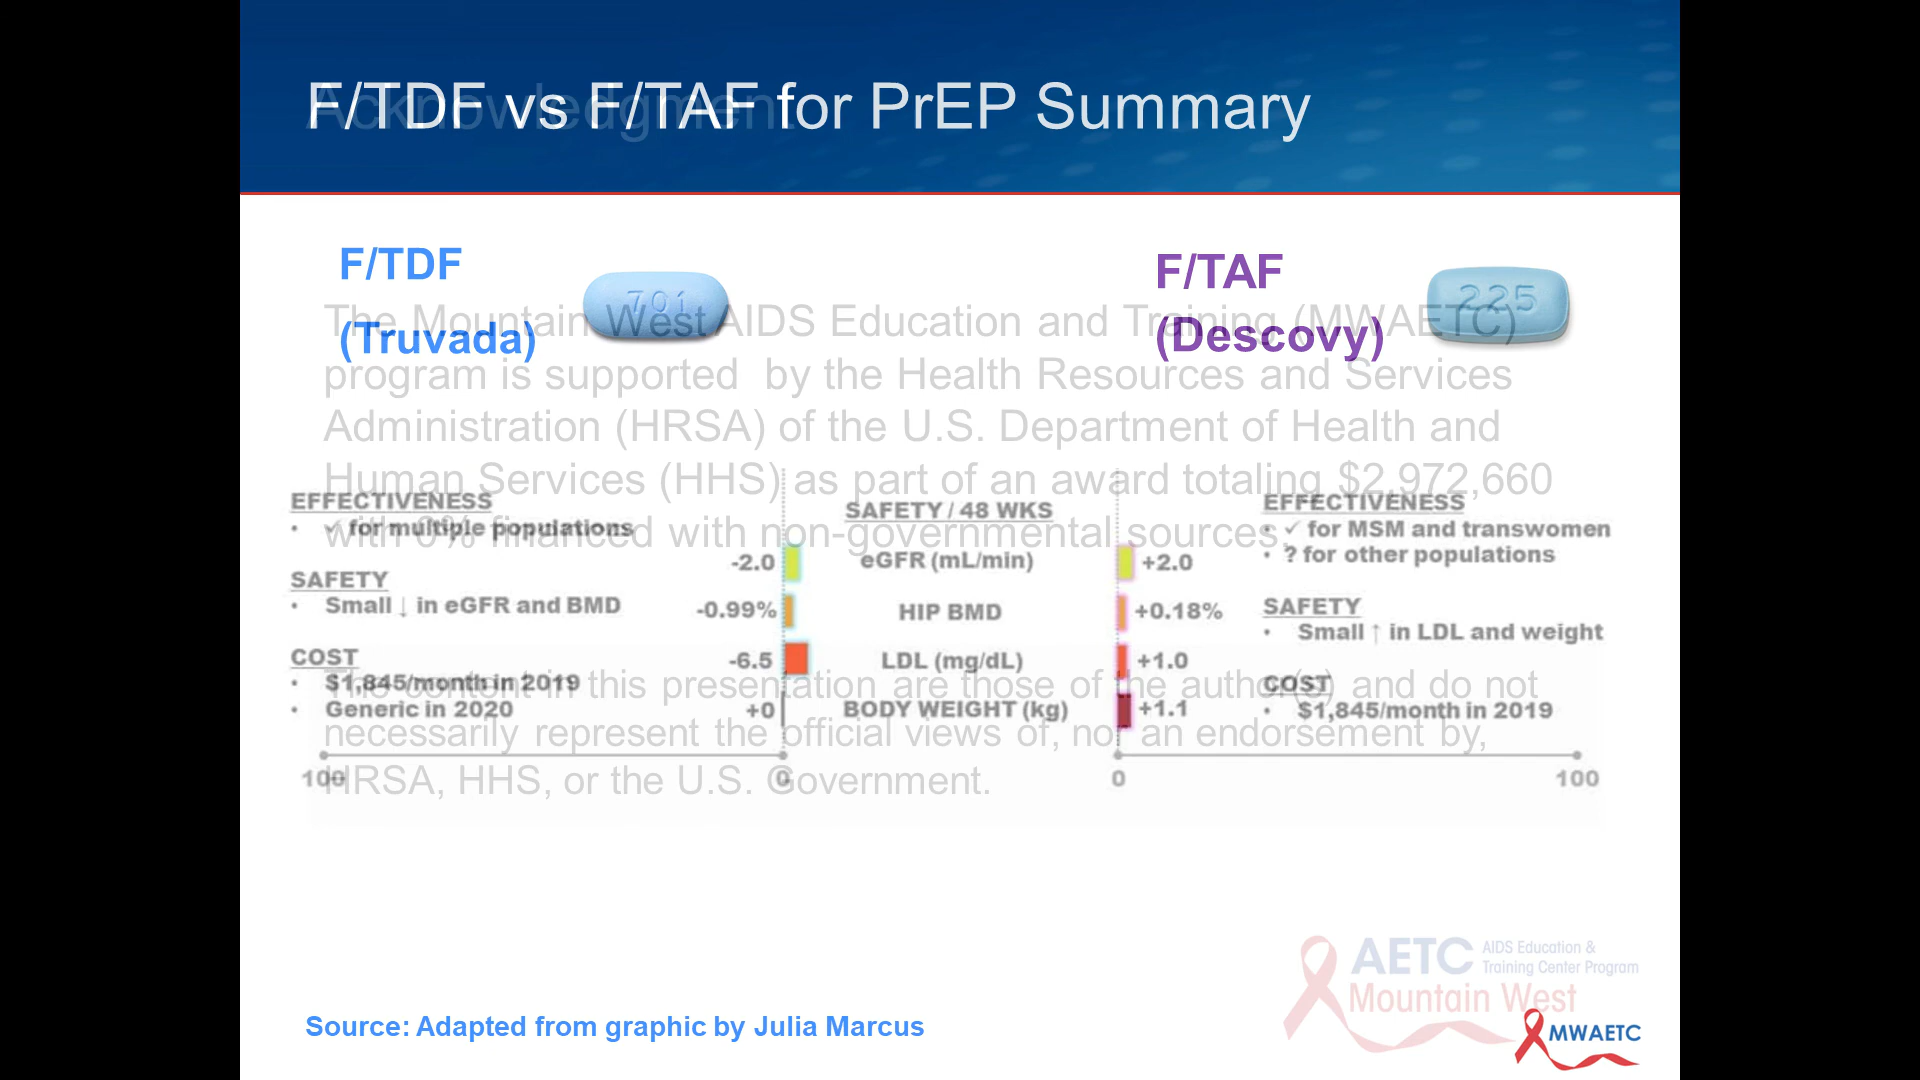 F/TDF vs F/TAF for PrEP Summary
Acknowledgment
F/TDF
(Truvada)
701
F/TAF
(Descovy)
225
The Mountain West AIDS Education and Training (MWAETC)
program is supported by the Health Resources and Services
Administration (HRSA) of the U.S. Department of Health and
Human Services (HHS) as part of an award totaling $2,972,660
with 0% financed with non-governmental sources.
EFFECTIVENESS
• ✓ for multiple populations
SAFETY
• Small ↓ in eGFR and BMD
COST
• $1,845/month in 2019
• Generic in 2020
SAFETY / 48 WKS
-2.0 eGFR (mL/min) +2.0
-0.99% HIP BMD +0.18%
-6.5 LDL (mg/dL) +1.0
+0 BODY WEIGHT (kg) +1.1
100 0 0 100
EFFECTIVENESS
• ✓ for MSM and transwomen
• ? for other populations
SAFETY
• Small ↑ in LDL and weight
COST
• $1,845/month in 2019
The content in this presentation are those of the author(s) and do not
necessarily represent the official views of, nor an endorsement by,
HRSA, HHS, or the U.S. Government.
AETC AIDS Education &
Training Center Program
Mountain West
MWAETC
Source: Adapted from graphic by Julia Marcus